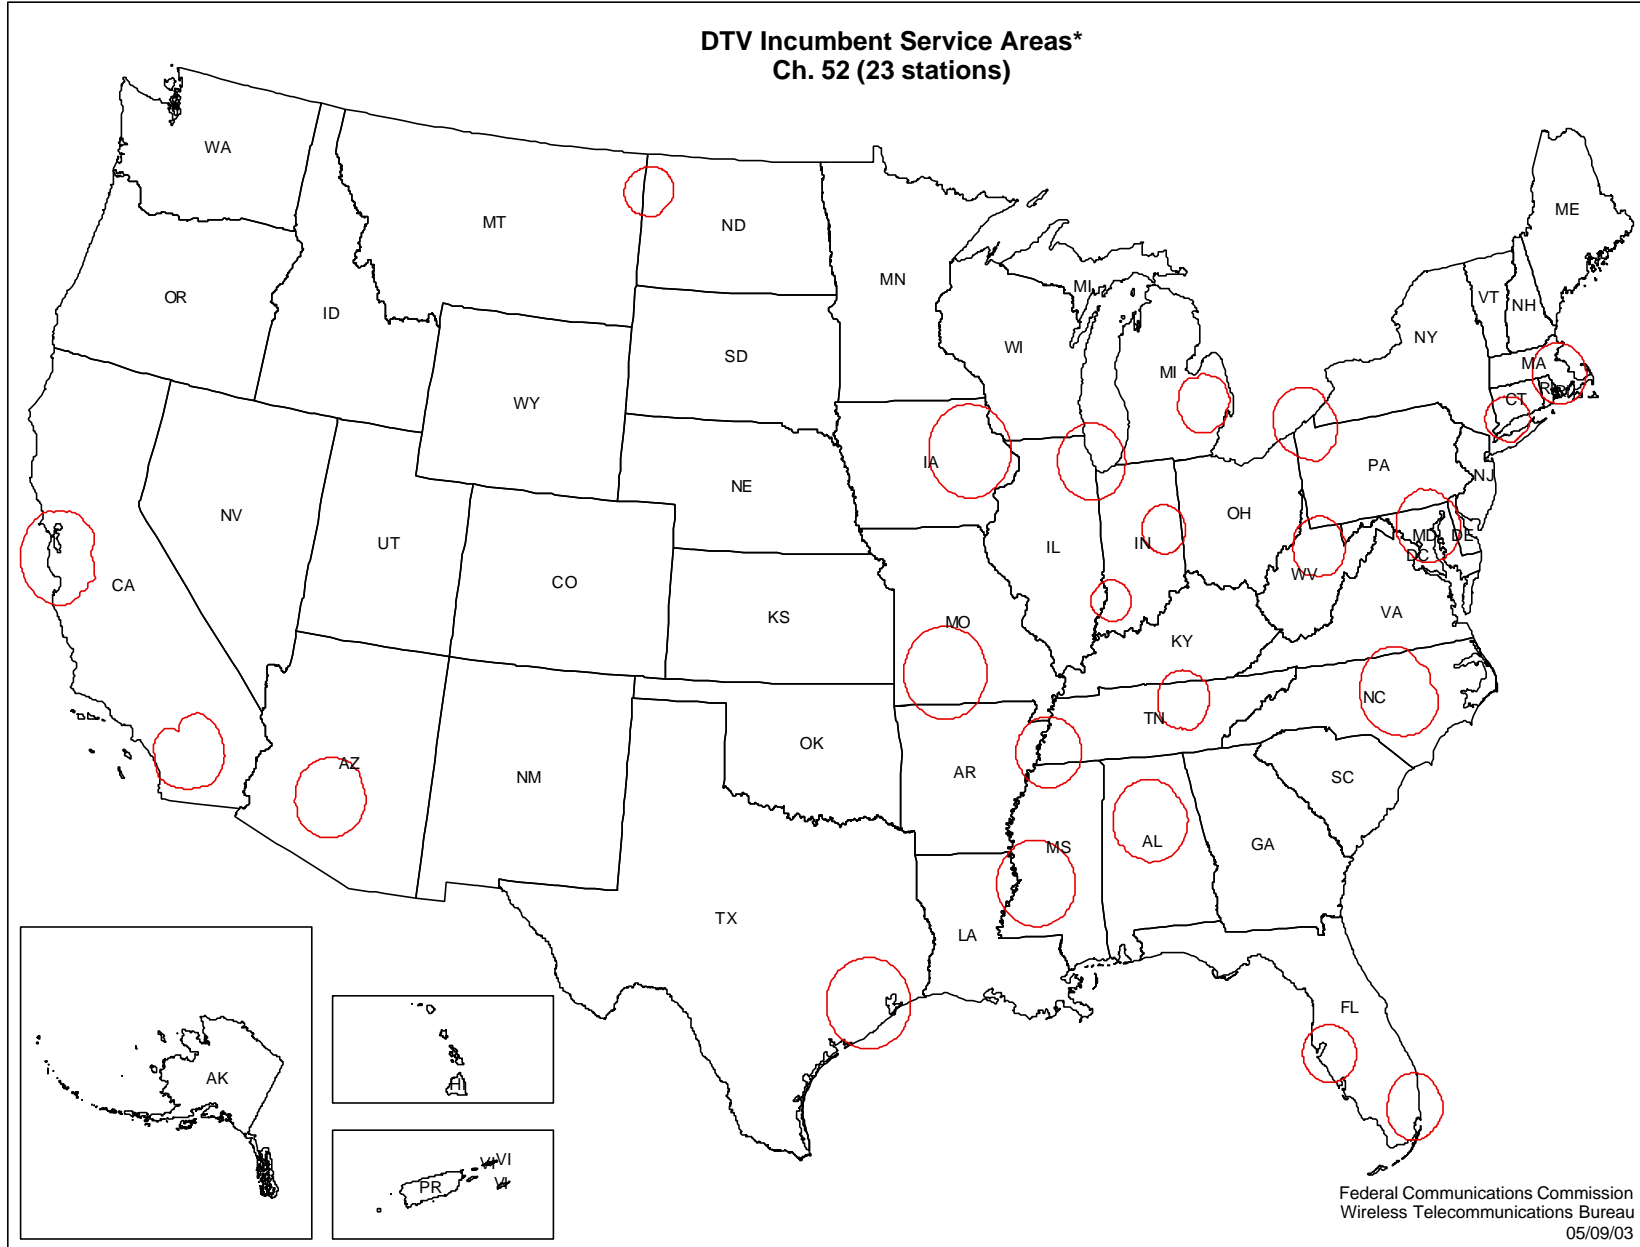 DTV Incumbent Service Areas*
Ch. 52 (23 stations)
WA
MT
ND
ME
MN
OR
ID
MI
VT
NH
WI
NY
SD
MI
MA
WY
CT
RI
IA
PA
NE
NJ
NV
OH
UT
IL
IN
MD
DE
DC
CO
CA
WV
KS
MO
VA
KY
NC
TN
OK
AZ
NM
AR
SC
MS
AL
GA
TX
LA
FL
AK
HI
PR
VI
VI
VI
Federal Communications Commission
Wireless Telecommunications Bureau
05/09/03